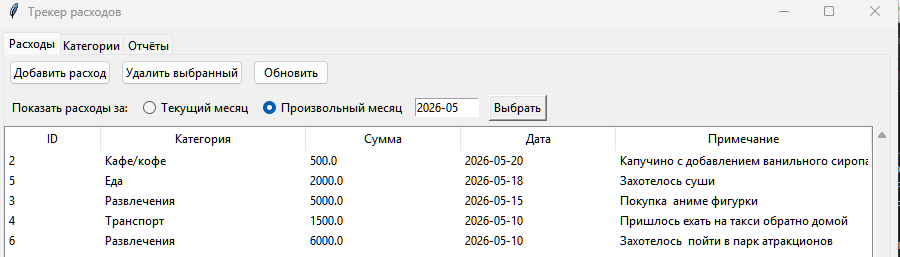 Трекер расходов
Расходы Категории Отчёты
Добавить расход Удалить выбранный Обновить
Показать расходы за: Текущий месяц Произвольный месяц 2026-05 Выбрать
ID Категория Сумма Дата Примечание
2 Кафе/кофе 500.0 2026-05-20 Капучино с добавлением ванильного сиропа
5 Еда 2000.0 2026-05-18 Захотелось суши
3 Развлечения 5000.0 2026-05-15 Покупка аниме фигурки
4 Транспорт 1500.0 2026-05-10 Пришлось ехать на такси обратно домой
6 Развлечения 6000.0 2026-05-10 Захотелось пойти в парк атракционов